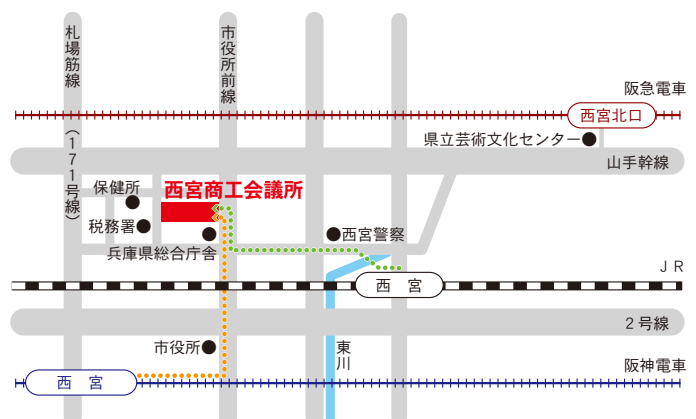 札場筋線
(171号線)
市役所前線
阪急電車
西宮北口
県立芸術文化センター
山手幹線
保健所
西宮商工会議所
税務署
兵庫県総合庁舎
西宮警察
JR
西宮
2号線
市役所
東川
阪神電車
西宮